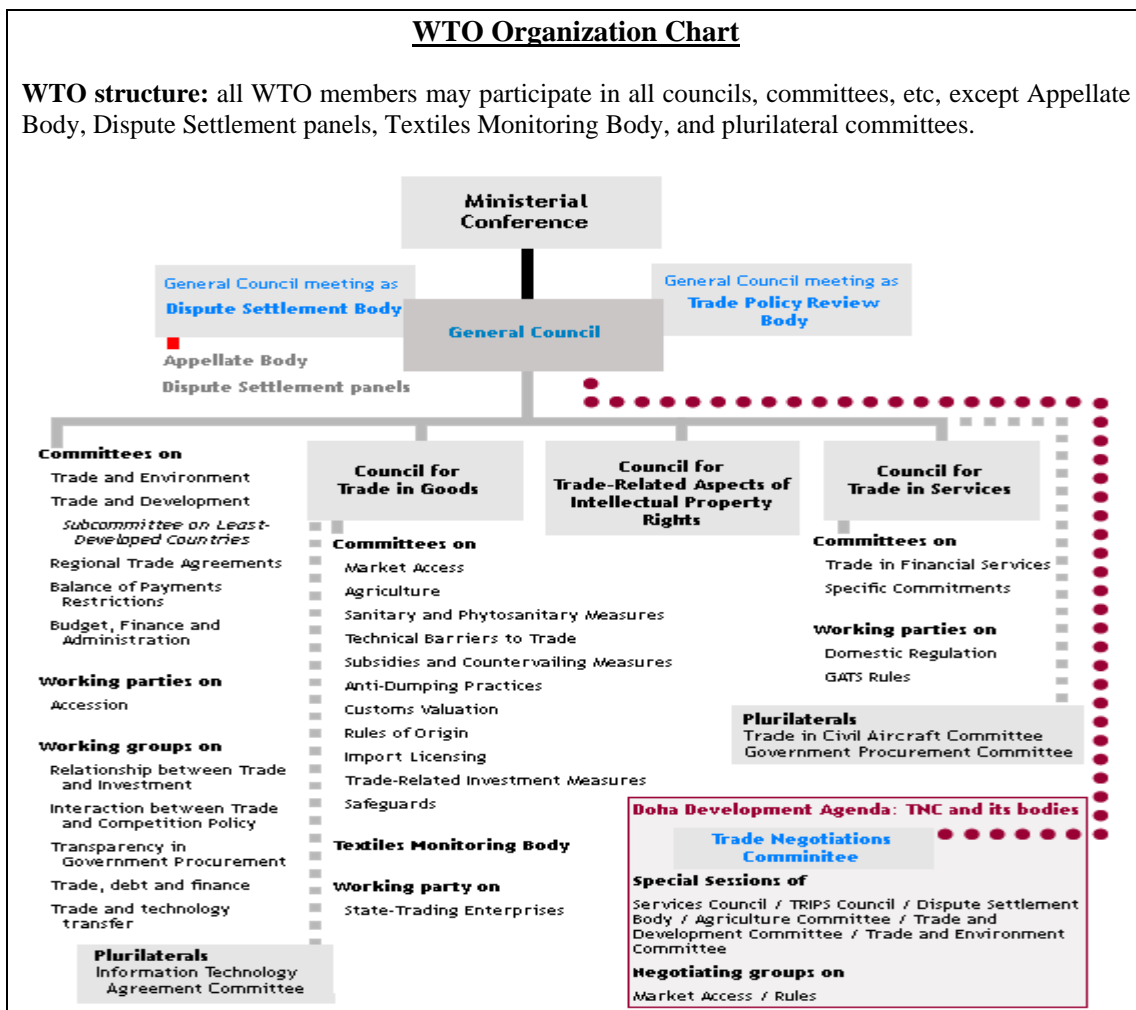 WTO Organization Chart
WTO structure: all WTO members may participate in all councils, committees, etc, except Appellate
Body, Dispute Settlement panels, Textiles Monitoring Body, and plurilateral committees.
Ministerial
Conference
General Council meeting as
Dispute Settlement Body
General Council meeting as
Trade Policy Review
Body
General Council
Appellate Body
Dispute Settlement panels
Committees on
Trade and Environment
Trade and Development
Subcommittee on Least-
Developed Countries
Regional Trade Agreements
Balance of Payments
Restrictions
Budget, Finance and
Administration
Working parties on
Accession
Working groups on
Relationship between Trade
and Investment
Interaction between Trade
and Competition Policy
Transparency in
Government Procurement
Trade, debt and finance
Trade and technology
transfer
Plurilaterals
Information Technology
Agreement Committee
Council for
Trade in Goods
Committees on
Market Access
Agriculture
Sanitary and Phytosanitary Measures
Technical Barriers to Trade
Subsidies and Countervailing Measures
Anti-Dumping Practices
Customs Valuation
Rules of Origin
Import Licensing
Trade-Related Investment Measures
Safeguards
Textiles Monitoring Body
Working party on
State-Trading Enterprises
Council for
Trade-Related Aspects of
Intellectual Property
Rights
Council for
Trade in Services
Committees on
Trade in Financial Services
Specific Commitments
Working parties on
Domestic Regulation
GATS Rules
Plurilaterals
Trade in Civil Aircraft Committee
Government Procurement Committee
Doha Development Agenda: TNC and its bodies
Trade Negotiations
Comminitee
Special Sessions of
Services Council / TRIPS Council / Dispute Settlement
Body / Agriculture Committee / Trade and
Development Committee / Trade and Environment
Committee
Negotiating groups on
Market Access / Rules